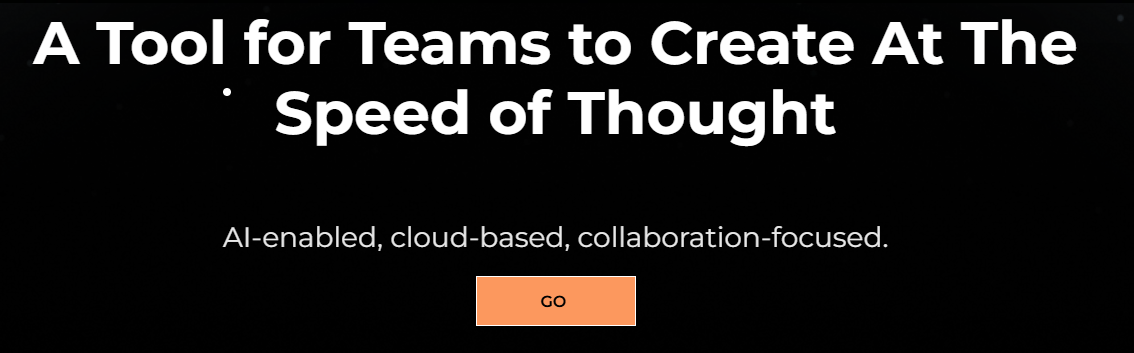 A Tool for Teams to Create At The
Speed of Thought
AI-enabled, cloud-based, collaboration-focused.
GO